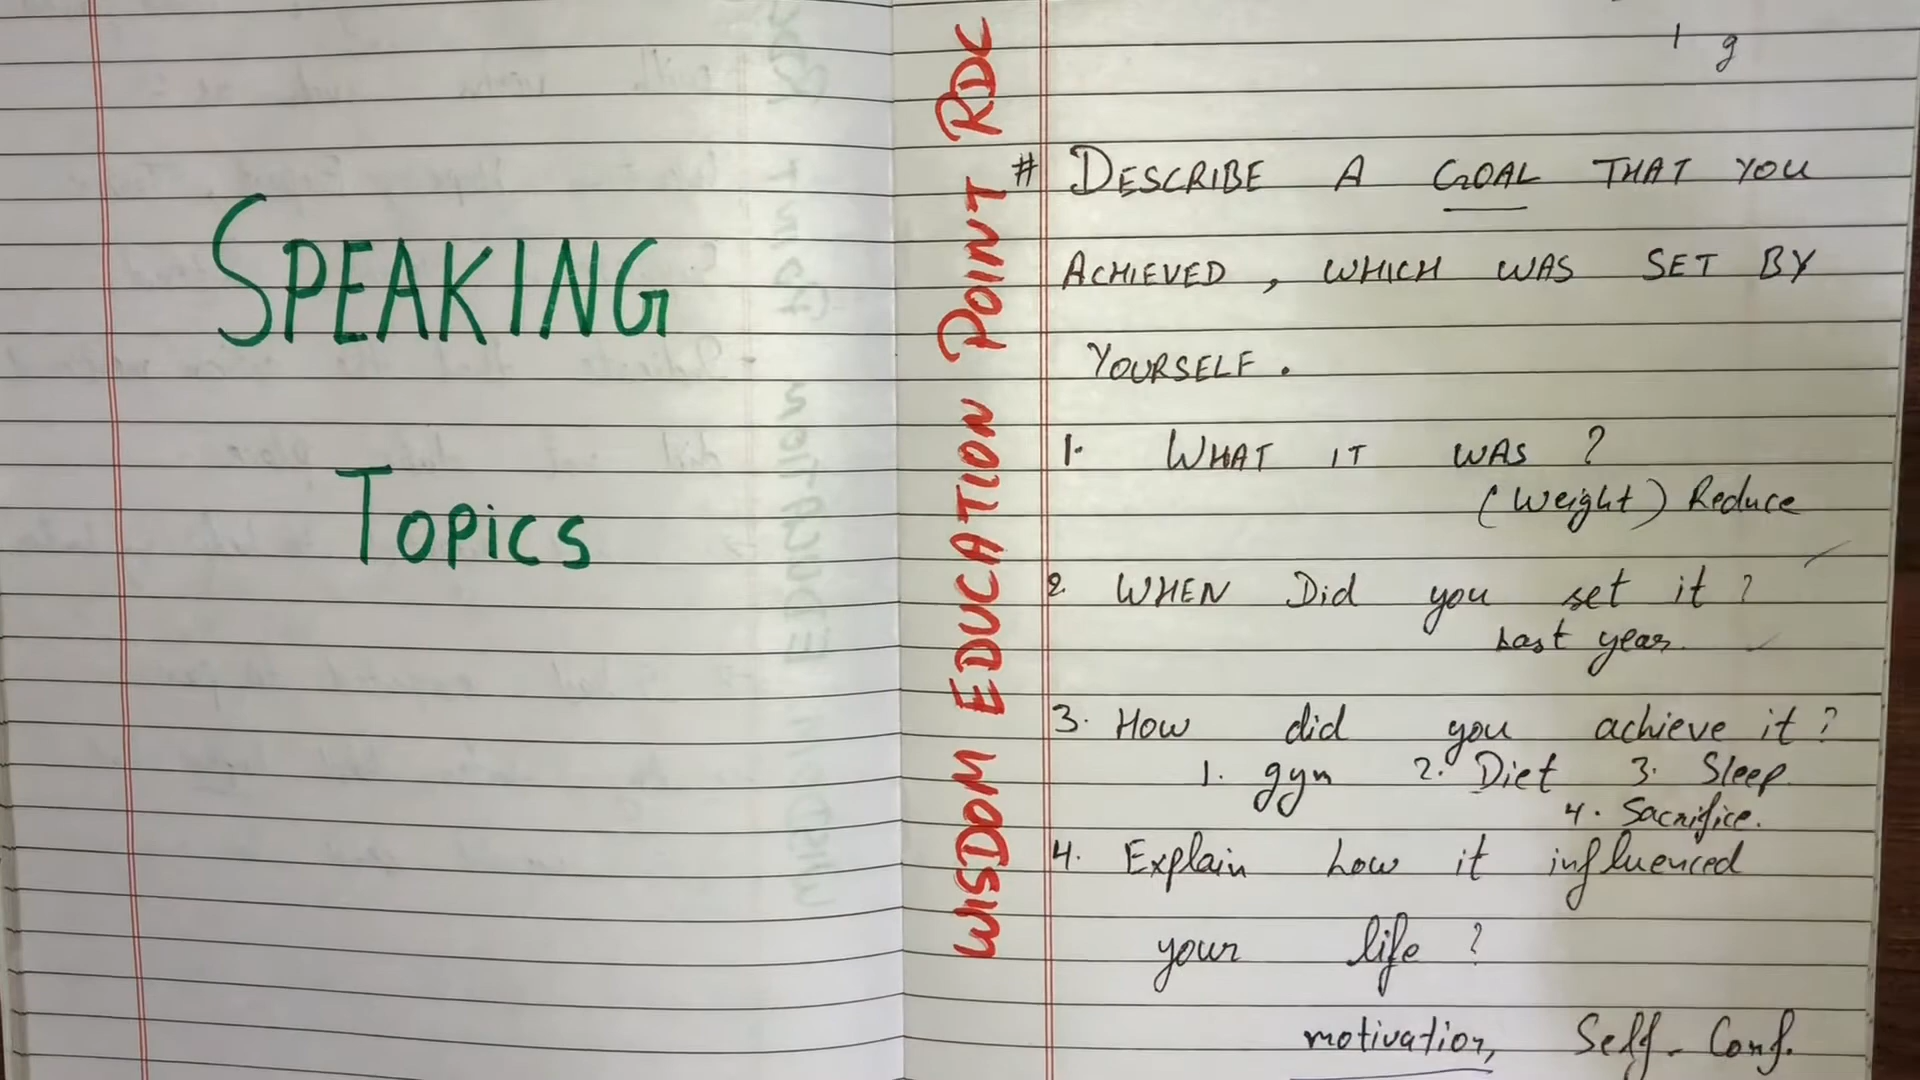 SPEAKING
TOPICS
WISDOM EDUCATION POINT RDC
1 g
# DESCRIBE A GOAL THAT YOU
ACHIEVED, WHICH WAS SET BY
YOURSELF.
1. WHAT IT WAS ?
(Weight) Reduce
2. WHEN Did you set it ?
Last year.
3. How did you achieve it ?
1. gym 2. Diet 3. Sleep.
4. Sacrifice.
4. Explain how it influenced
your life ?
motivation, Self-Conf.